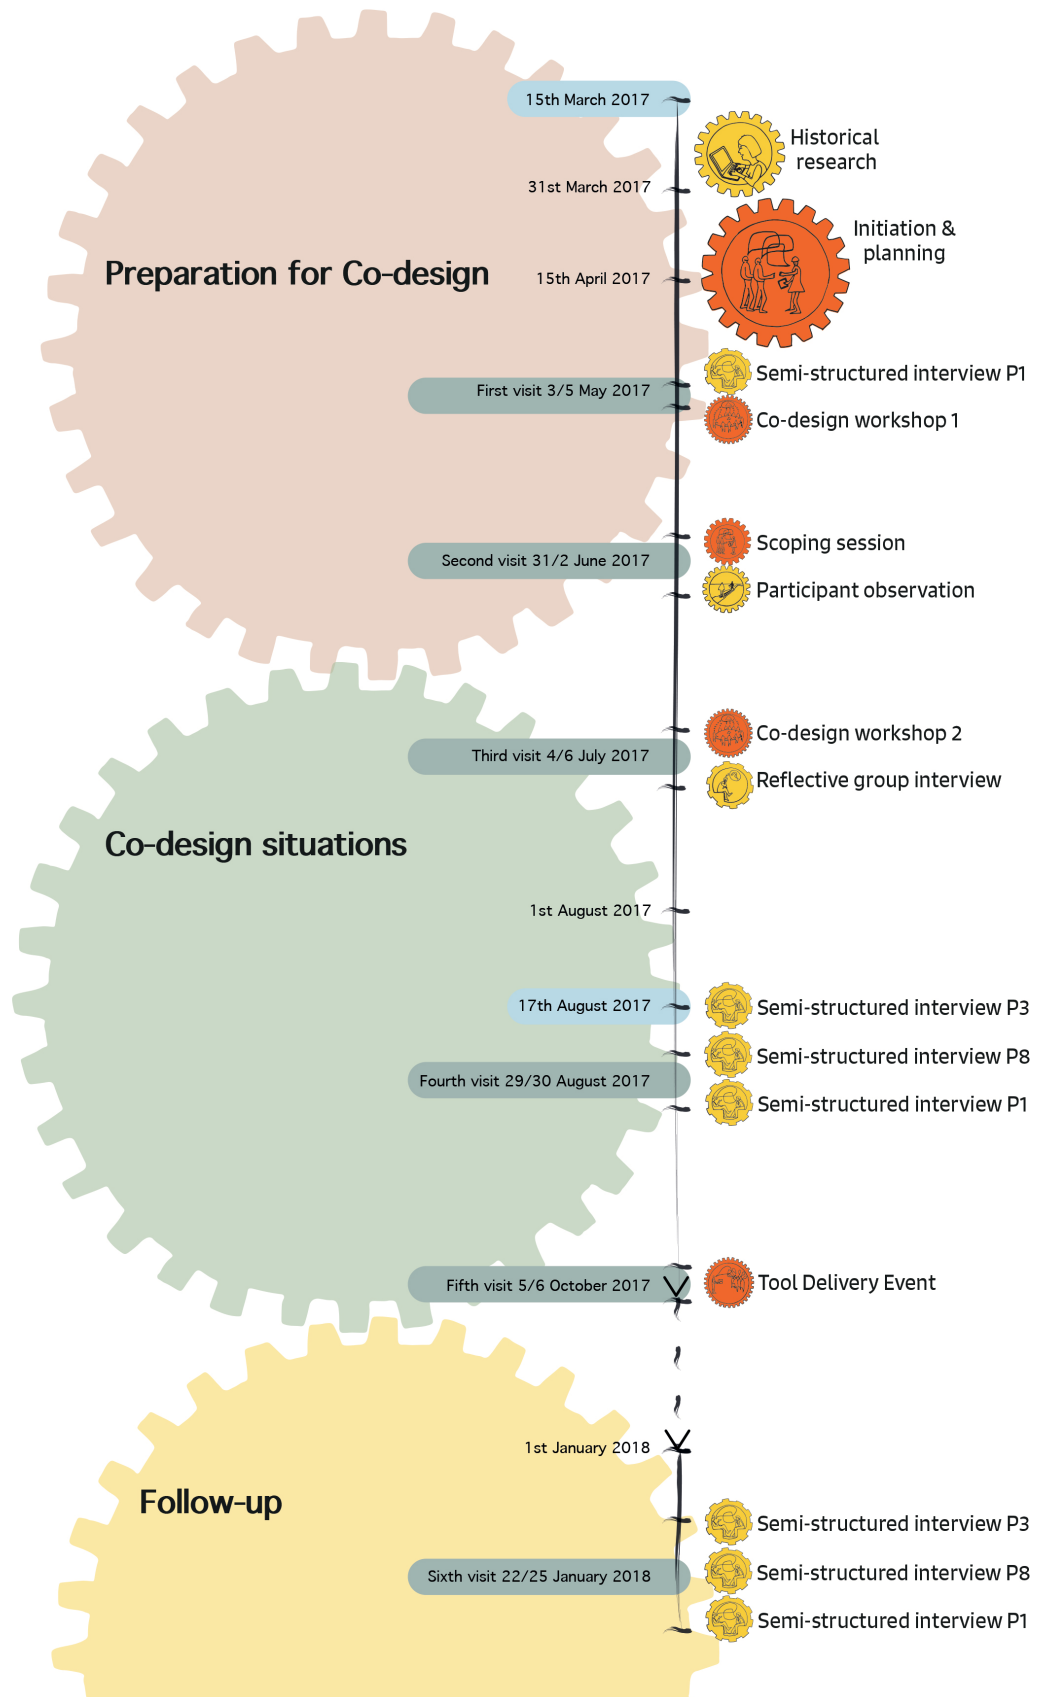 15th March 2017
Historical
research
31st March 2017
Initiation &
planning
Preparation for Co-design
15th April 2017
Semi-structured interview P1
First visit 3/5 May 2017
Co-design workshop 1
Scoping session
Second visit 31/2 June 2017
Participant observation
Co-design workshop 2
Third visit 4/6 July 2017
Reflective group interview
Co-design situations
1st August 2017
17th August 2017
Semi-structured interview P3
Semi-structured interview P8
Fourth visit 29/30 August 2017
Semi-structured interview P1
Fifth visit 5/6 October 2017
Tool Delivery Event
1st January 2018
Follow-up
Semi-structured interview P3
Sixth visit 22/25 January 2018
Semi-structured interview P8
Semi-structured interview P1